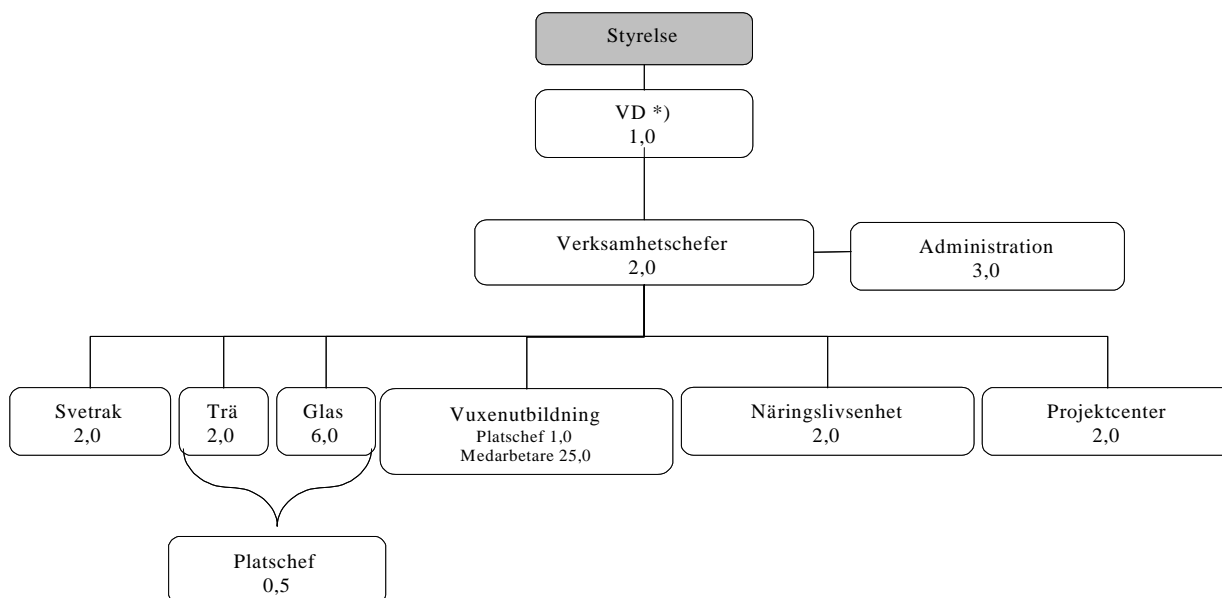 Styrelse
VD *)
1,0
Verksamhetschefer
2,0
Administration
3,0
Svetrak
2,0
Trä
2,0
Glas
6,0
Vuxenutbildning
Platschef 1,0
Medarbetare 25,0
Näringslivsenhet
2,0
Projektcenter
2,0
Platschef
0,5